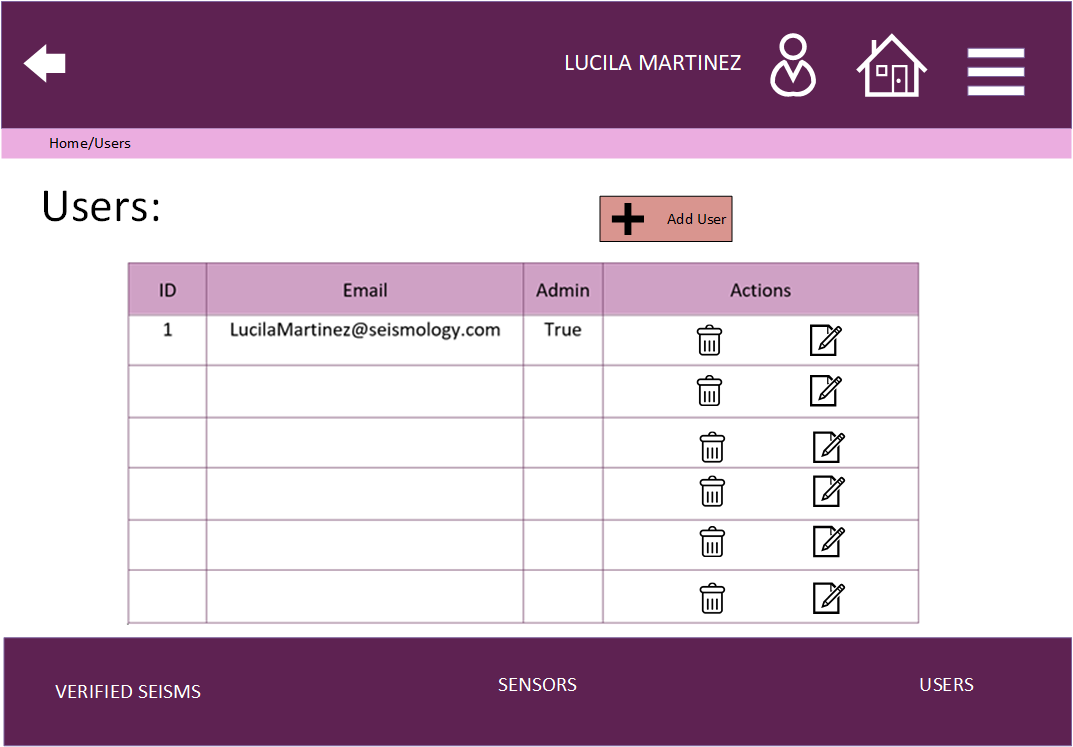 LUCILA MARTINEZ
Home/Users
Users:
Add User
ID Email Admin Actions
1 LucilaMartinez@seismology.com True
VERIFIED SEISMS SENSORS USERS